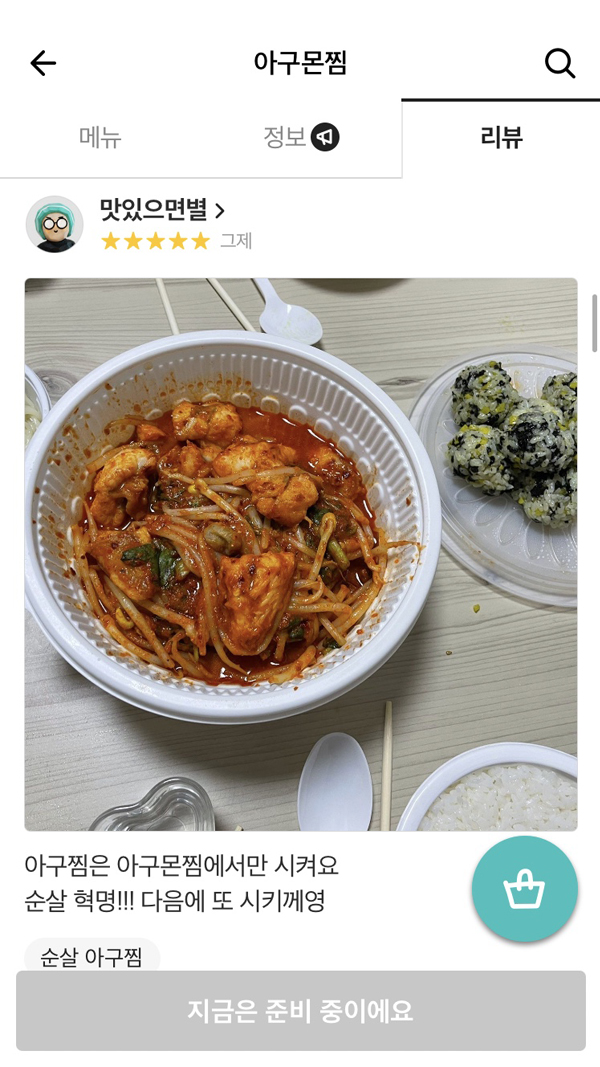 아구몬찜
메뉴
정보
리뷰
맛있으면별
그제
아구찜은 아구몬찜에서만 시켜요
순살 혁명!!! 다음에 또 시키께영
순살 아구찜
지금은 준비 중이에요